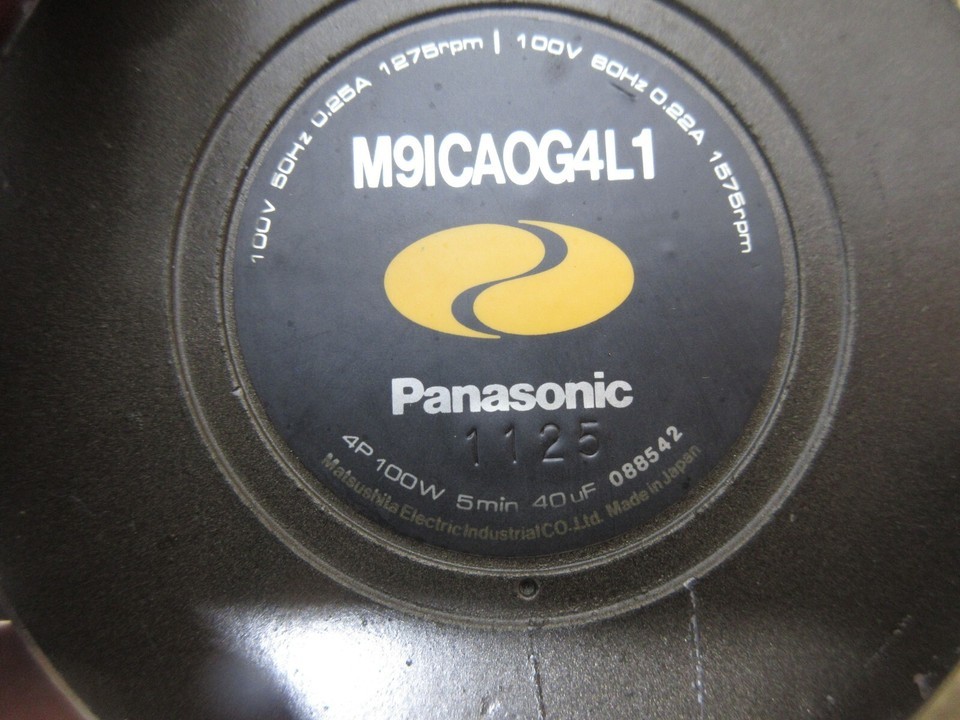 100V 50Hz 0.25A 1275rpm | 100V 60Hz 0.22A 1575rpm
M9ICAOG4L1
Panasonic
1125
4P 100W 5min 40uF 088542
Matsushita Electric Industrial CO.,Ltd. Made in Japan